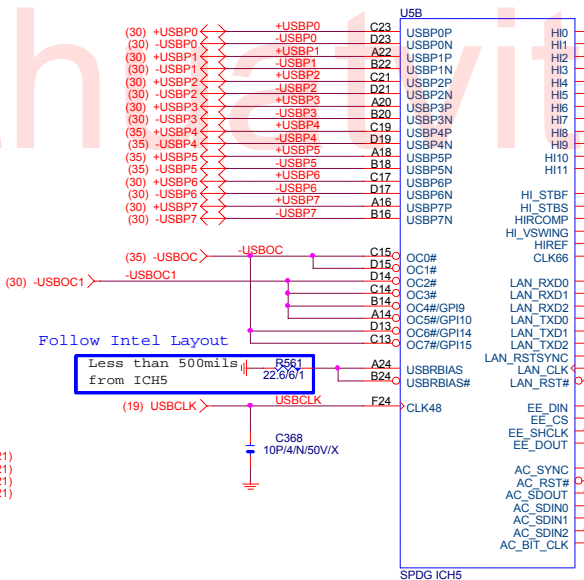 U5B
(30) +USBP0 +USBP0 C23 USBP0P HI0
(30) -USBP0 -USBP0 D23 USBP0N HI1
(30) +USBP1 +USBP1 A22 USBP1P HI2
(30) -USBP1 -USBP1 B22 USBP1N HI3
(30) +USBP2 +USBP2 C21 USBP2P HI4
(30) -USBP2 -USBP2 D21 USBP2N HI5
(30) +USBP3 +USBP3 A20 USBP3P HI6
(30) -USBP3 -USBP3 B20 USBP3N HI7
(35) +USBP4 +USBP4 C19 USBP4P HI8
(35) -USBP4 -USBP4 D19 USBP4N HI9
(35) +USBP5 +USBP5 A18 USBP5P HI10
(35) -USBP5 -USBP5 B18 USBP5N HI11
(30) +USBP6 +USBP6 C17 USBP6P
(30) -USBP6 -USBP6 D17 USBP6N HI_STBF
(30) +USBP7 +USBP7 A16 USBP7P HI_STBS
(30) -USBP7 -USBP7 B16 USBP7N HIRCOMP
HI_VSWING
HIREF
(35) -USBOC -USBOC C15 OC0# CLK66
D15 OC1#
(30) -USBOC1 -USBOC1 D14 OC2# LAN_RXD0
C14 OC3# LAN_RXD1
B14 OC4#/GPI9 LAN_RXD2
A14 OC5#/GPI10 LAN_TXD0
D13 OC6#/GPI14 LAN_TXD1
C13 OC7#/GPI15 LAN_TXD2
Follow Intel Layout
LAN_RSTSYNC
Less than 500mils R561 A24 USBRBIAS LAN_CLK
from ICH5 22.6/6/1 B24 USBRBIAS# LAN_RST#
(19) USBCLK USBCLK F24 CLK48 EE_DIN
EE_CS
EE_SHCLK
EE_DOUT
C368
10P/4/N/50V/X
AC_SYNC
AC_RST#
AC_SDOUT
AC_SDIN0
AC_SDIN1
AC_SDIN2
AC_BIT_CLK
21)
21)
21)
21)
SPDG ICH5